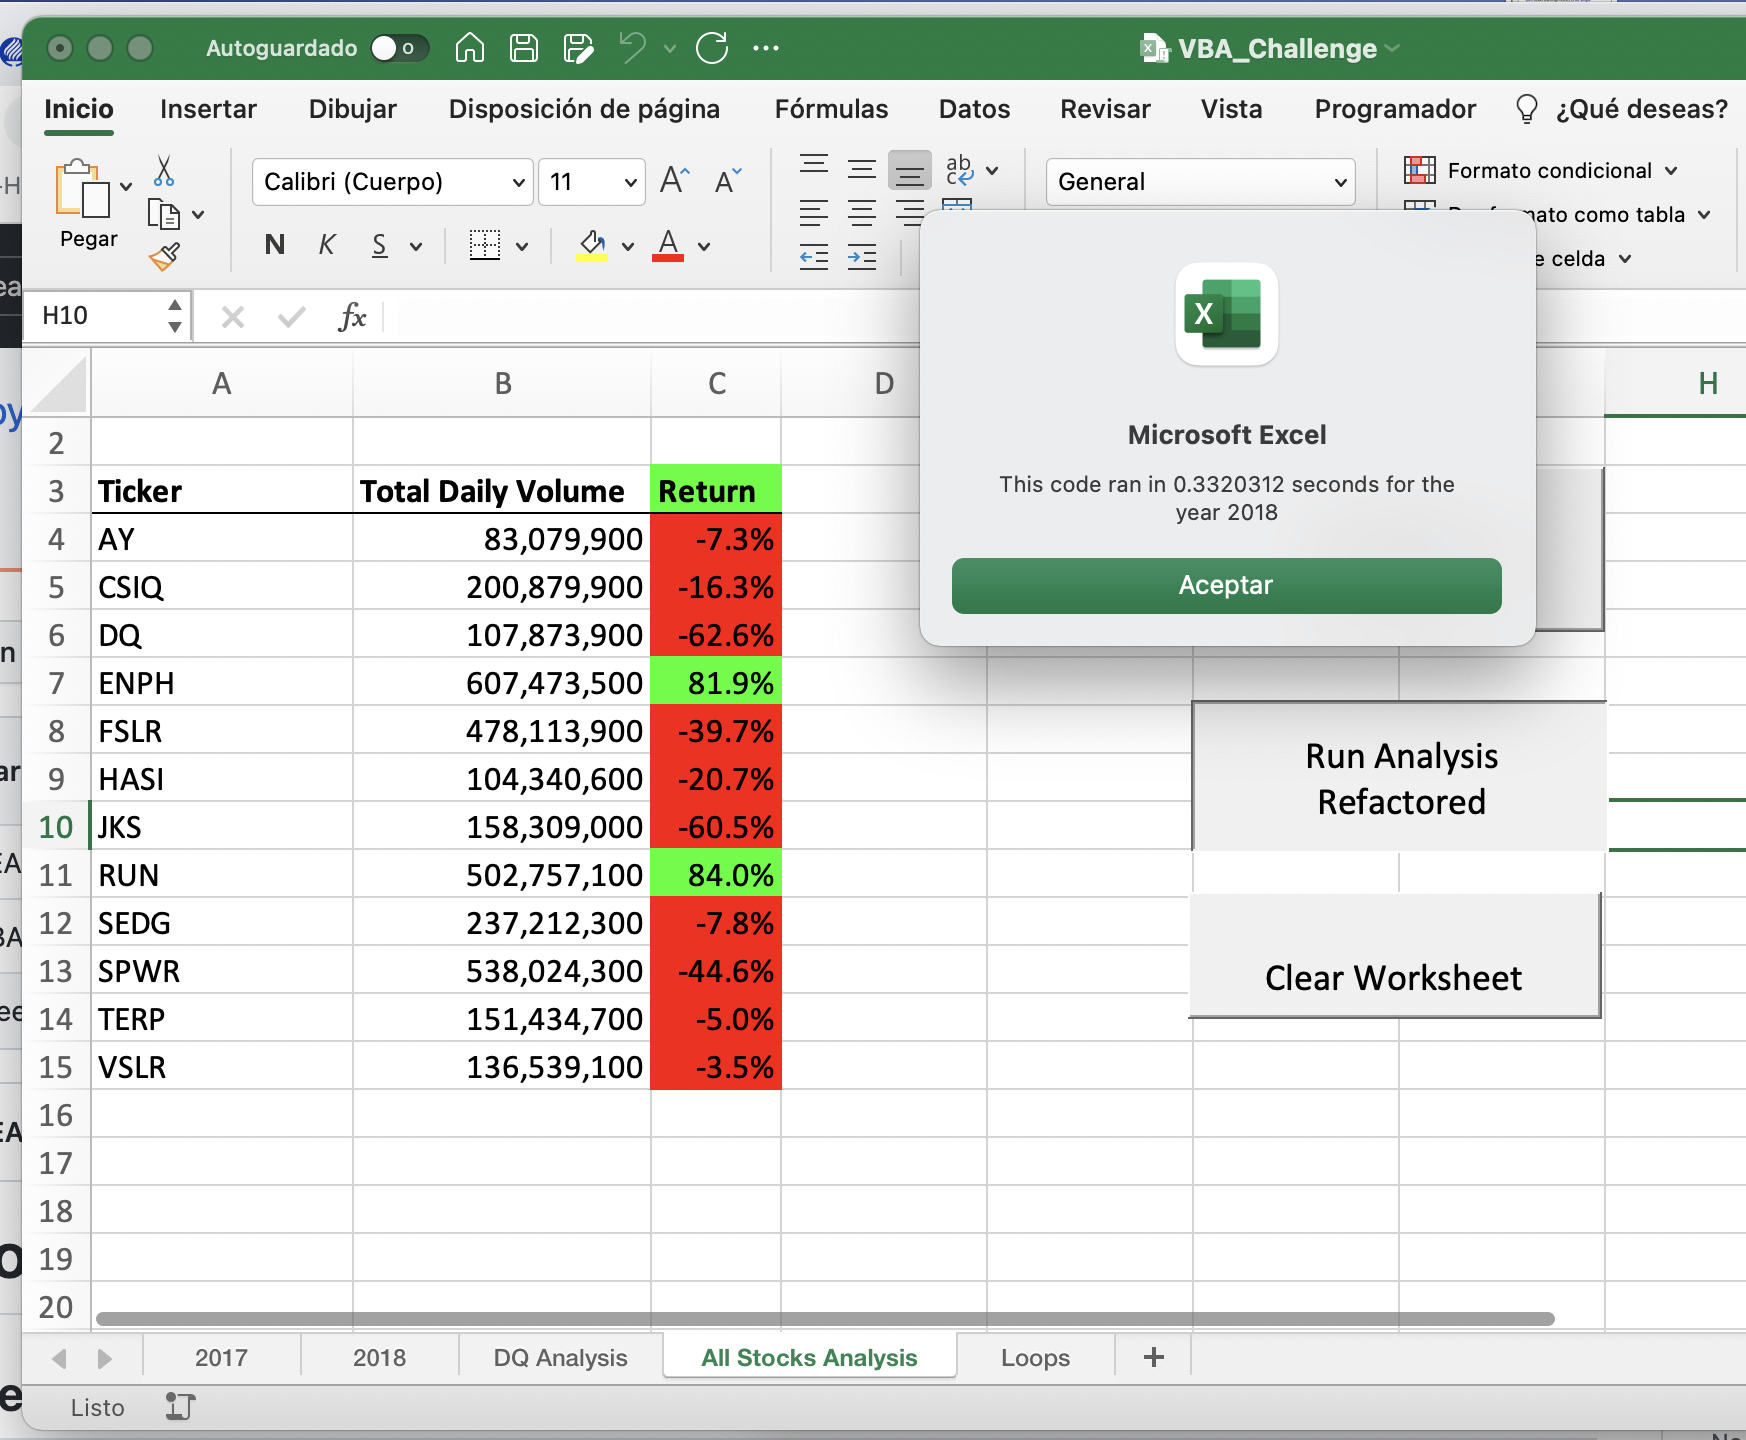 Autoguardado
VBA_Challenge
Inicio Insertar Dibujar Disposición de página Fórmulas Datos Revisar Vista Programador ¿Qué deseas?
Pegar
Calibri (Cuerpo) 11
N K S
ab
General
Formato condicional
como tabla
celda
H10
fx
A B C D H
2
3 Ticker Total Daily Volume Return
4 AY 83,079,900 -7.3%
5 CSIQ 200,879,900 -16.3%
6 DQ 107,873,900 -62.6%
7 ENPH 607,473,500 81.9%
8 FSLR 478,113,900 -39.7%
9 HASI 104,340,600 -20.7%
10 JKS 158,309,000 -60.5%
11 RUN 502,757,100 84.0%
12 SEDG 237,212,300 -7.8%
13 SPWR 538,024,300 -44.6%
14 TERP 151,434,700 -5.0%
15 VSLR 136,539,100 -3.5%
16
17
18
19
20
Microsoft Excel
This code ran in 0.3320312 seconds for the
year 2018
Aceptar
Run Analysis
Refactored
Clear Worksheet
2017 2018 DQ Analysis All Stocks Analysis Loops +
Listo